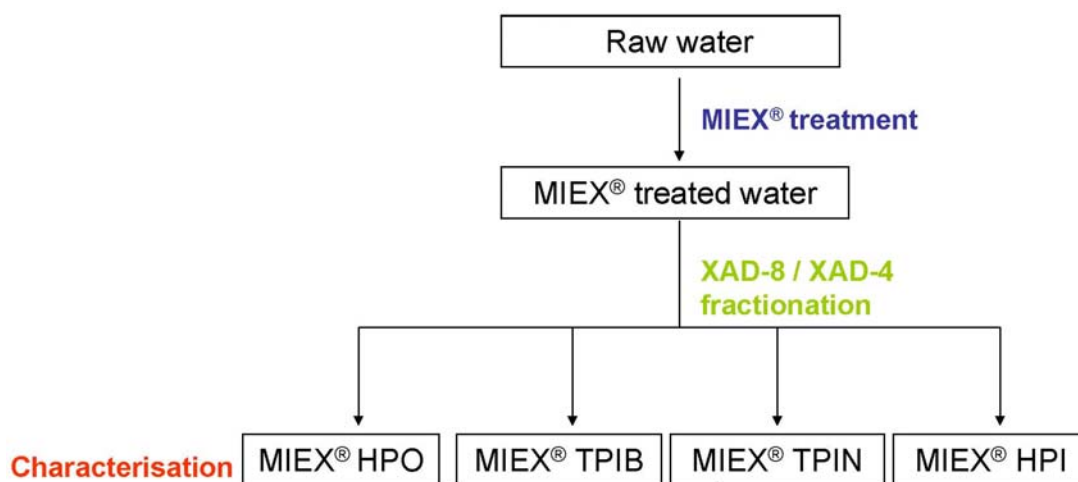 Raw water
MIEX® treatment
MIEX® treated water
XAD-8 / XAD-4
fractionation
Characterisation
MIEX® HPO
MIEX® TPIB
MIEX® TPIN
MIEX® HPI